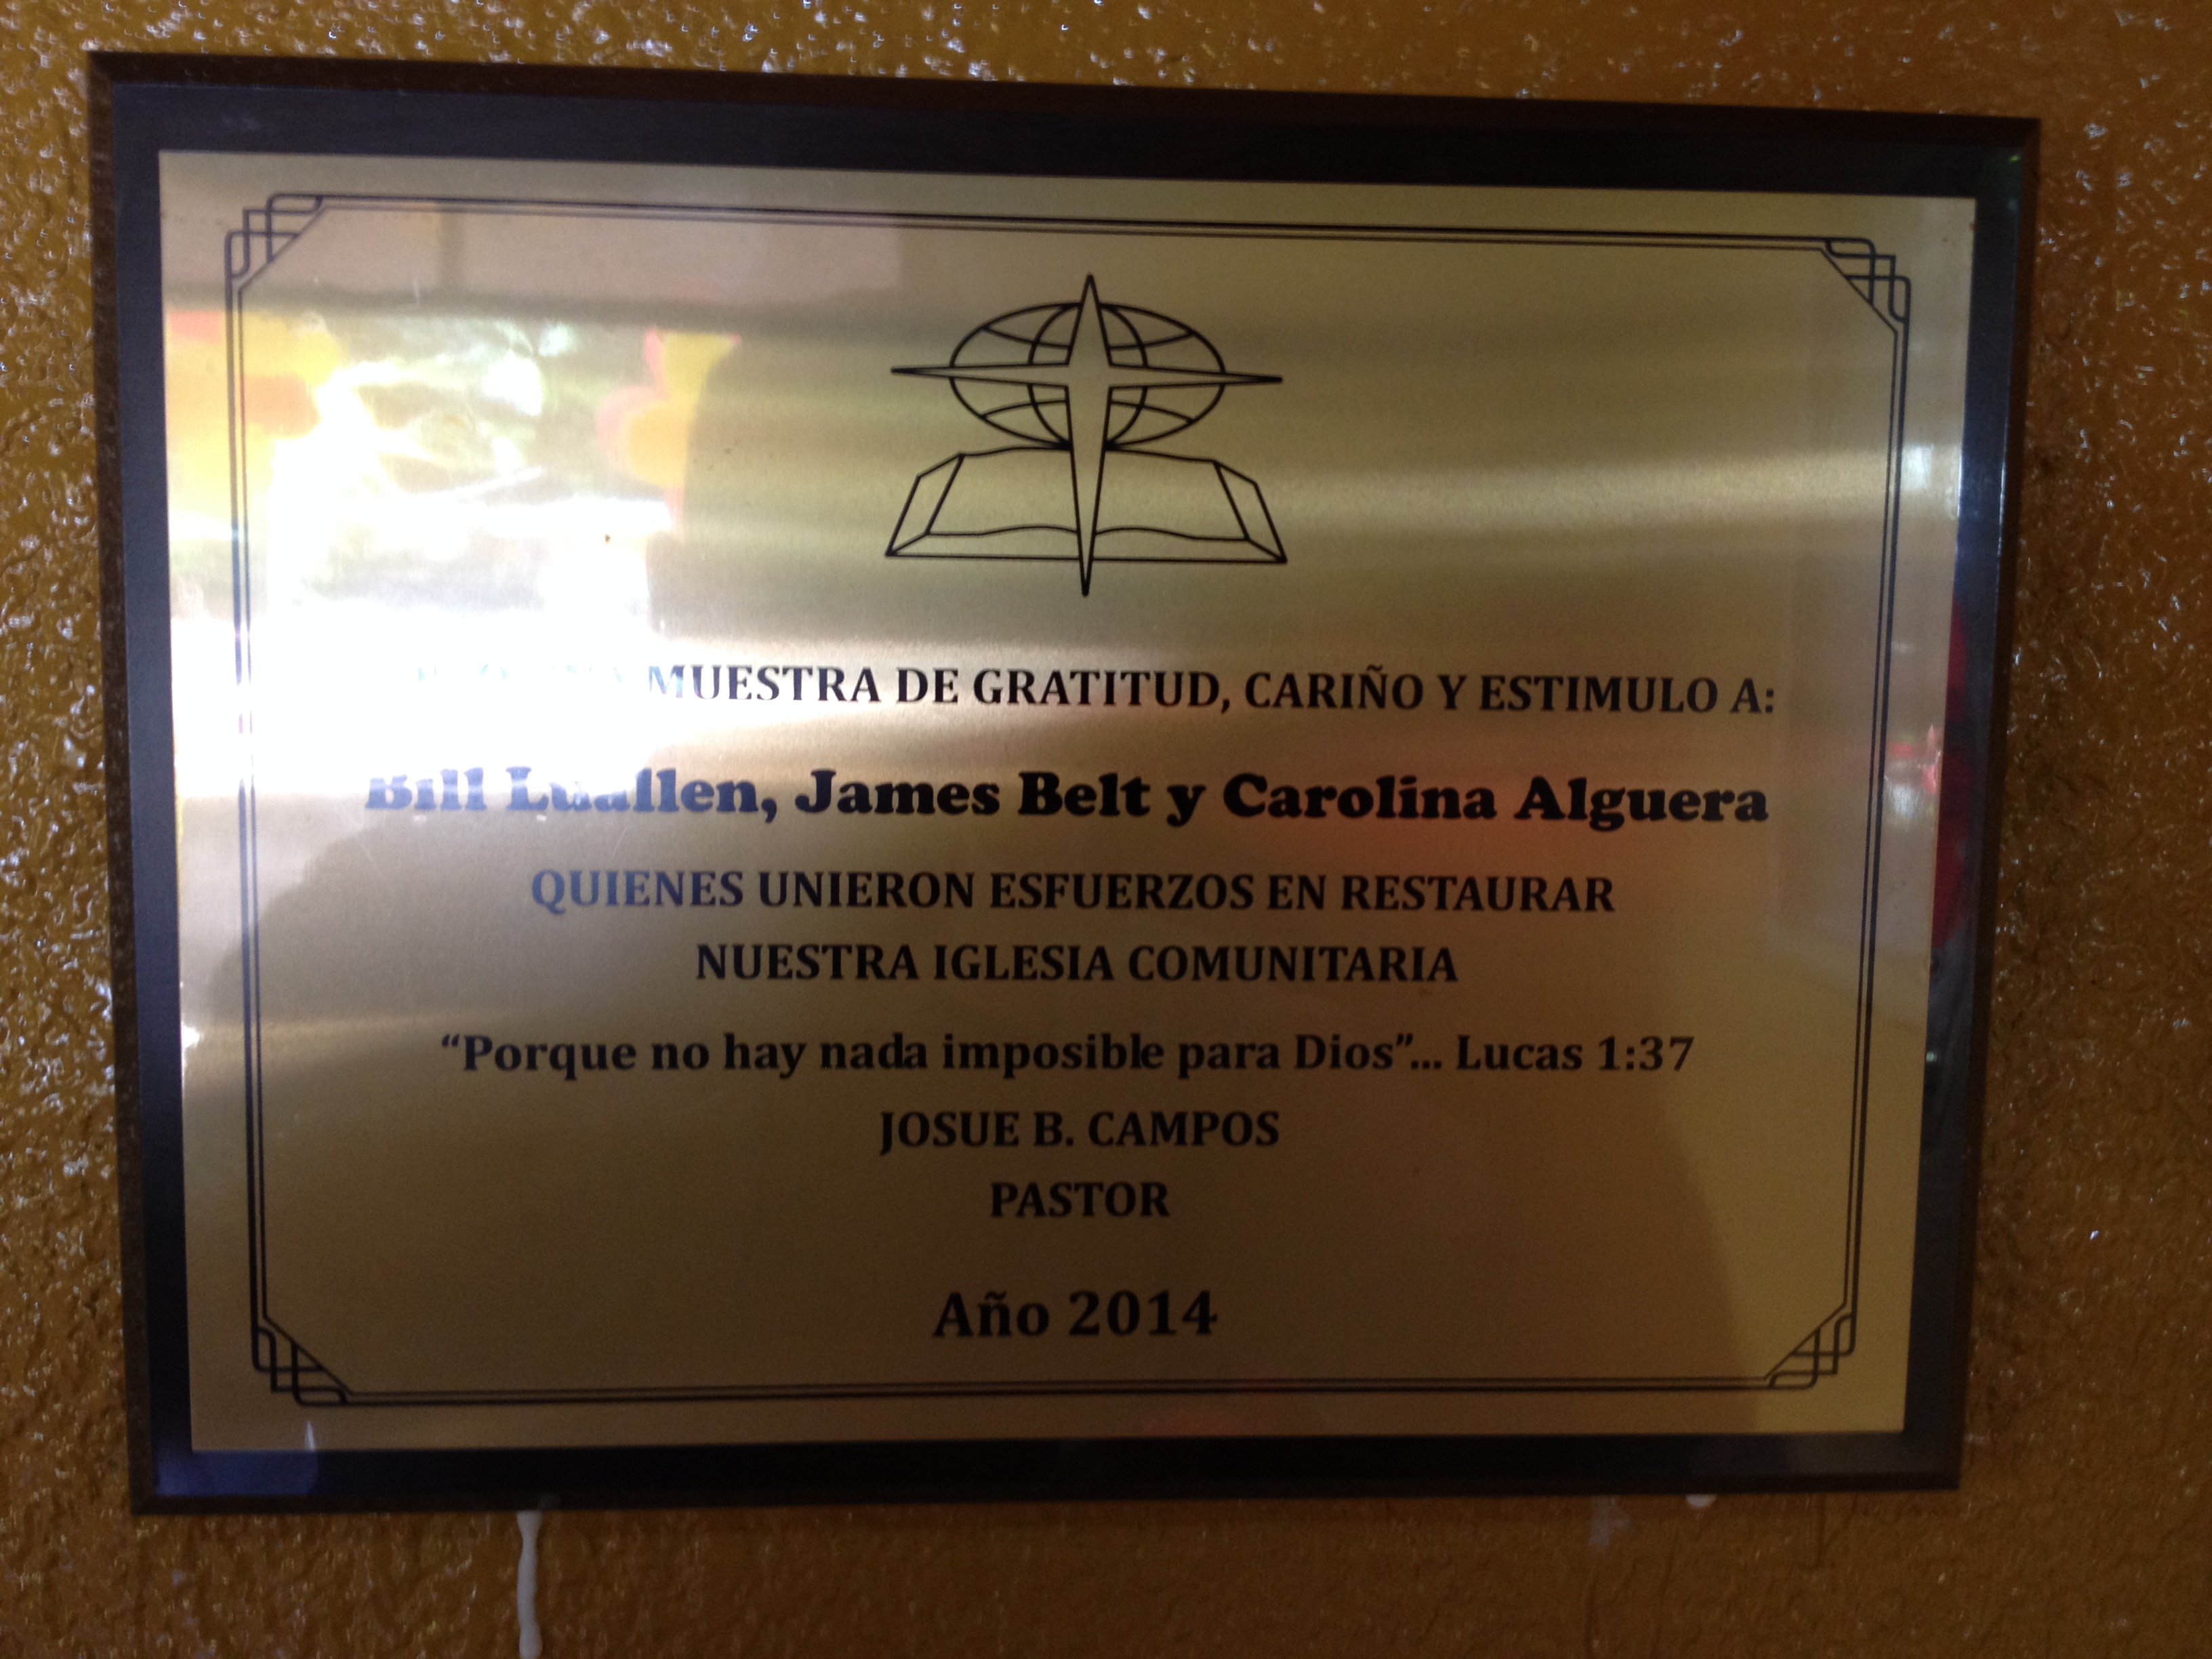 MUESTRA DE GRATITUD, CARIÑO Y ESTIMULO A:
Bill Luallen, James Belt y Carolina Alguera
QUIENES UNIERON ESFUERZOS EN RESTAURAR
NUESTRA IGLESIA COMUNITARIA
“Porque no hay nada imposible para Dios”... Lucas 1:37
JOSUE B. CAMPOS
PASTOR
Año 2014